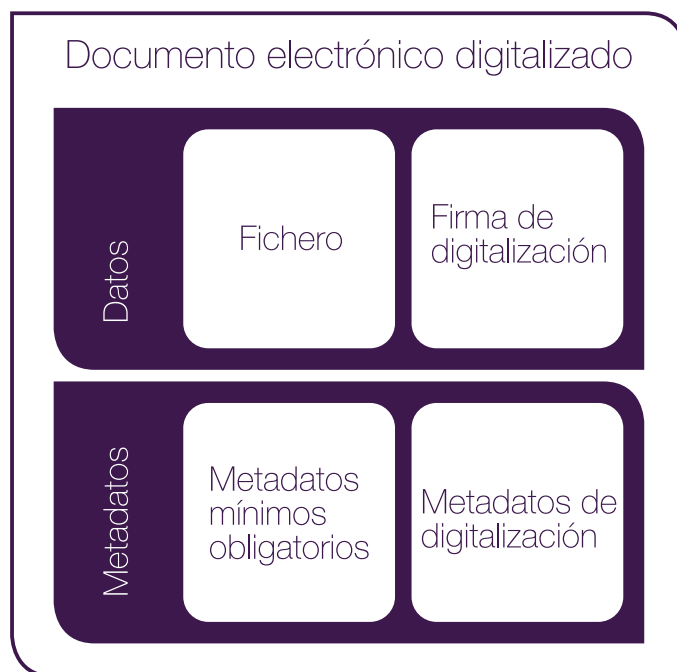 Documento electrónico digitalizado
Datos
Fichero
Firma de
digitalización
Metadatos
Metadatos
mínimos
obligatorios
Metadatos de
digitalización